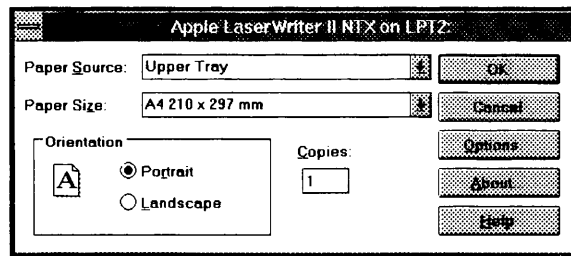 Apple LaserWriter II NTX on LPT2:
Paper Source: Upper Tray
OK
Paper Size: A4 210 x 297 mm
Cancel
Orientation
Portrait
Landscape
A
Copies:
1
Options
About...
Help